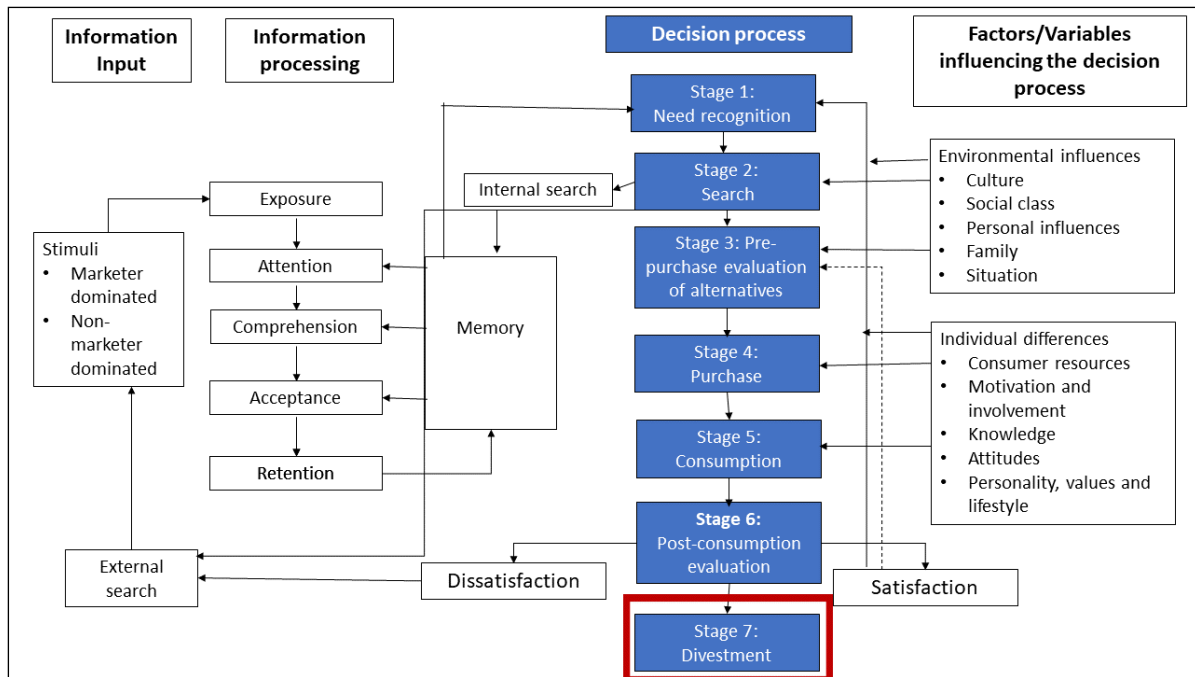 Information
Input
Information
processing
Decision process
Factors/Variables
influencing the decision
process
Stage 1:
Need recognition
Stage 2:
Search
Internal search
Environmental influences
• Culture
• Social class
• Personal influences
• Family
• Situation
Exposure
Stimuli
• Marketer
dominated
• Non-
marketer
dominated
Attention
Comprehension
Acceptance
Retention
Memory
Stage 3: Pre-
purchase evaluation
of alternatives
Stage 4:
Purchase
Individual differences
• Consumer resources
• Motivation and
involvement
• Knowledge
• Attitudes
• Personality, values and
lifestyle
Stage 5:
Consumption
Stage 6:
Post-consumption
evaluation
External
search
Dissatisfaction
Satisfaction
Stage 7:
Divestment